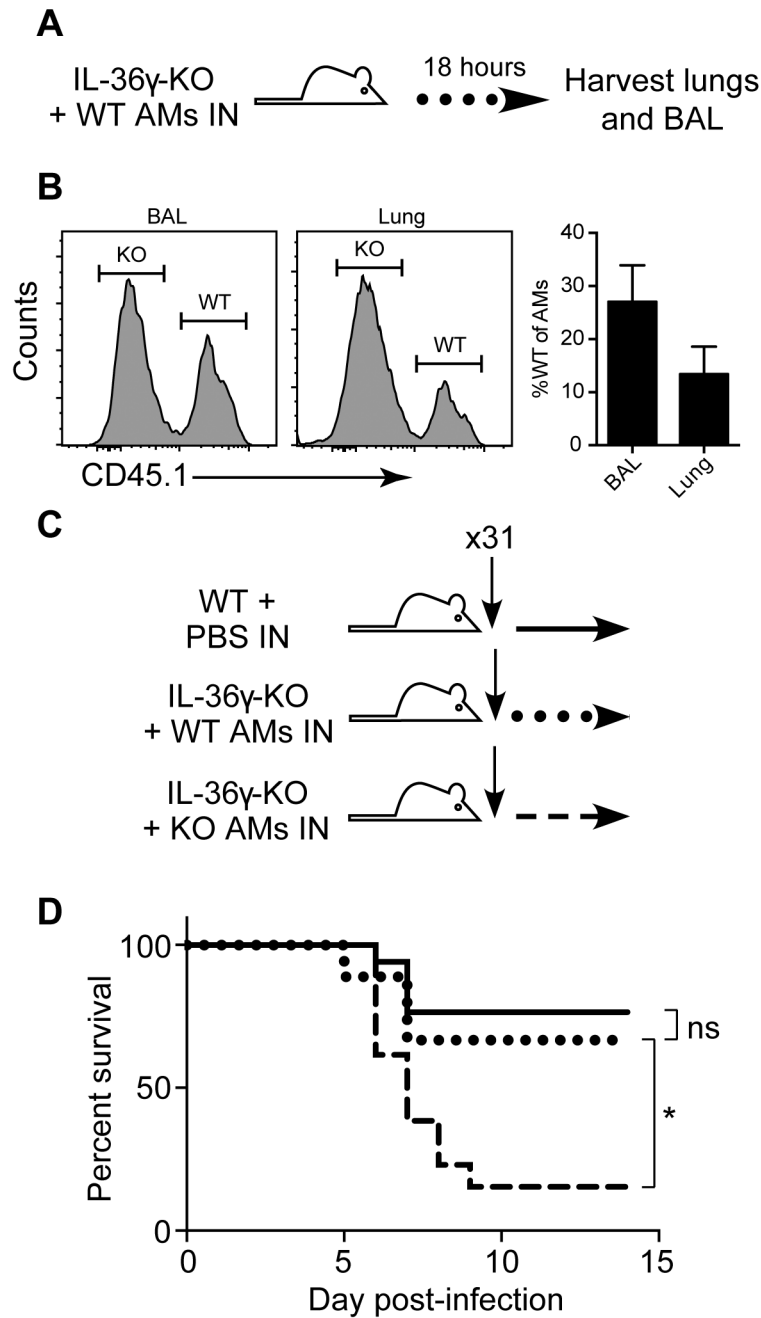 A
IL-36γ-KO
+ WT AMs IN
18 hours
Harvest lungs
and BAL
B
BAL
KO
WT
Counts
Lung
KO
WT
CD45.1
%WT of AMs
40
30
20
10
0
BAL
Lung
C
x31
WT +
PBS IN
IL-36γ-KO
+ WT AMs IN
IL-36γ-KO
+ KO AMs IN
D
Percent survival
100
50
0
ns
*
0 5 10 15
Day post-infection